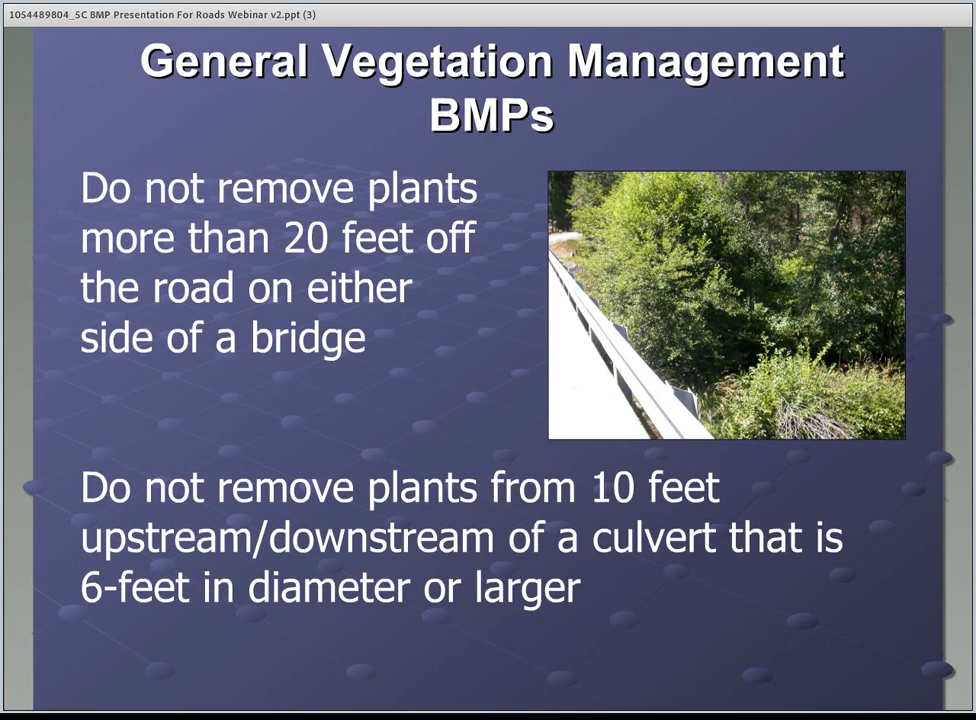 1054489804_5C BMP Presentation For Roads Webinar v2.ppt (3)
General Vegetation Management
BMPs
Do not remove plants
more than 20 feet off
the road on either
side of a bridge
Do not remove plants from 10 feet
upstream/downstream of a culvert that is
6-feet in diameter or larger